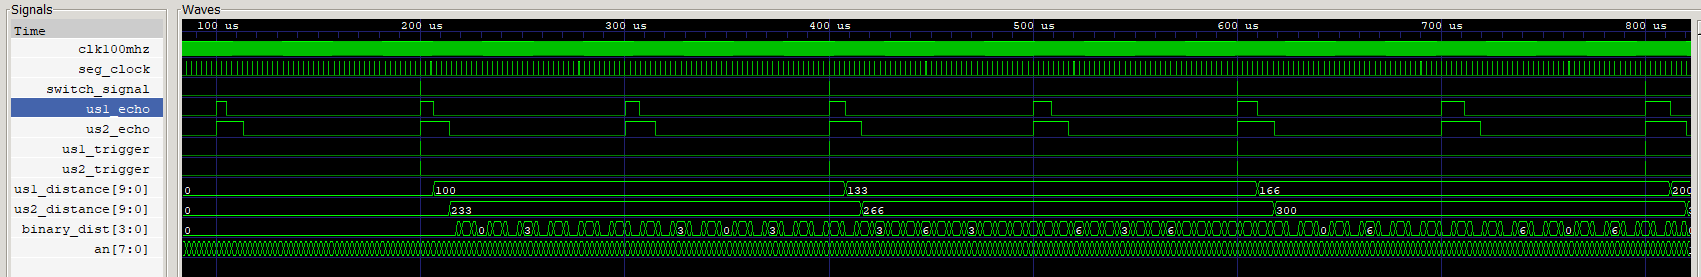 Signals
Waves
Time
100 us 200 us 300 us 400 us 500 us 600 us 700 us 800 us
clk100mhz
seg_clock
switch_signal
us1_echo
us2_echo
us1_trigger
us2_trigger
us1_distance[9:0] 0 100 133 166 200
us2_distance[9:0] 0 233 266 300
binary_dist[3:0] 0 0 3 3 0 3 3 6 3 6 3 6 0 6 6 0 6
an[7:0]